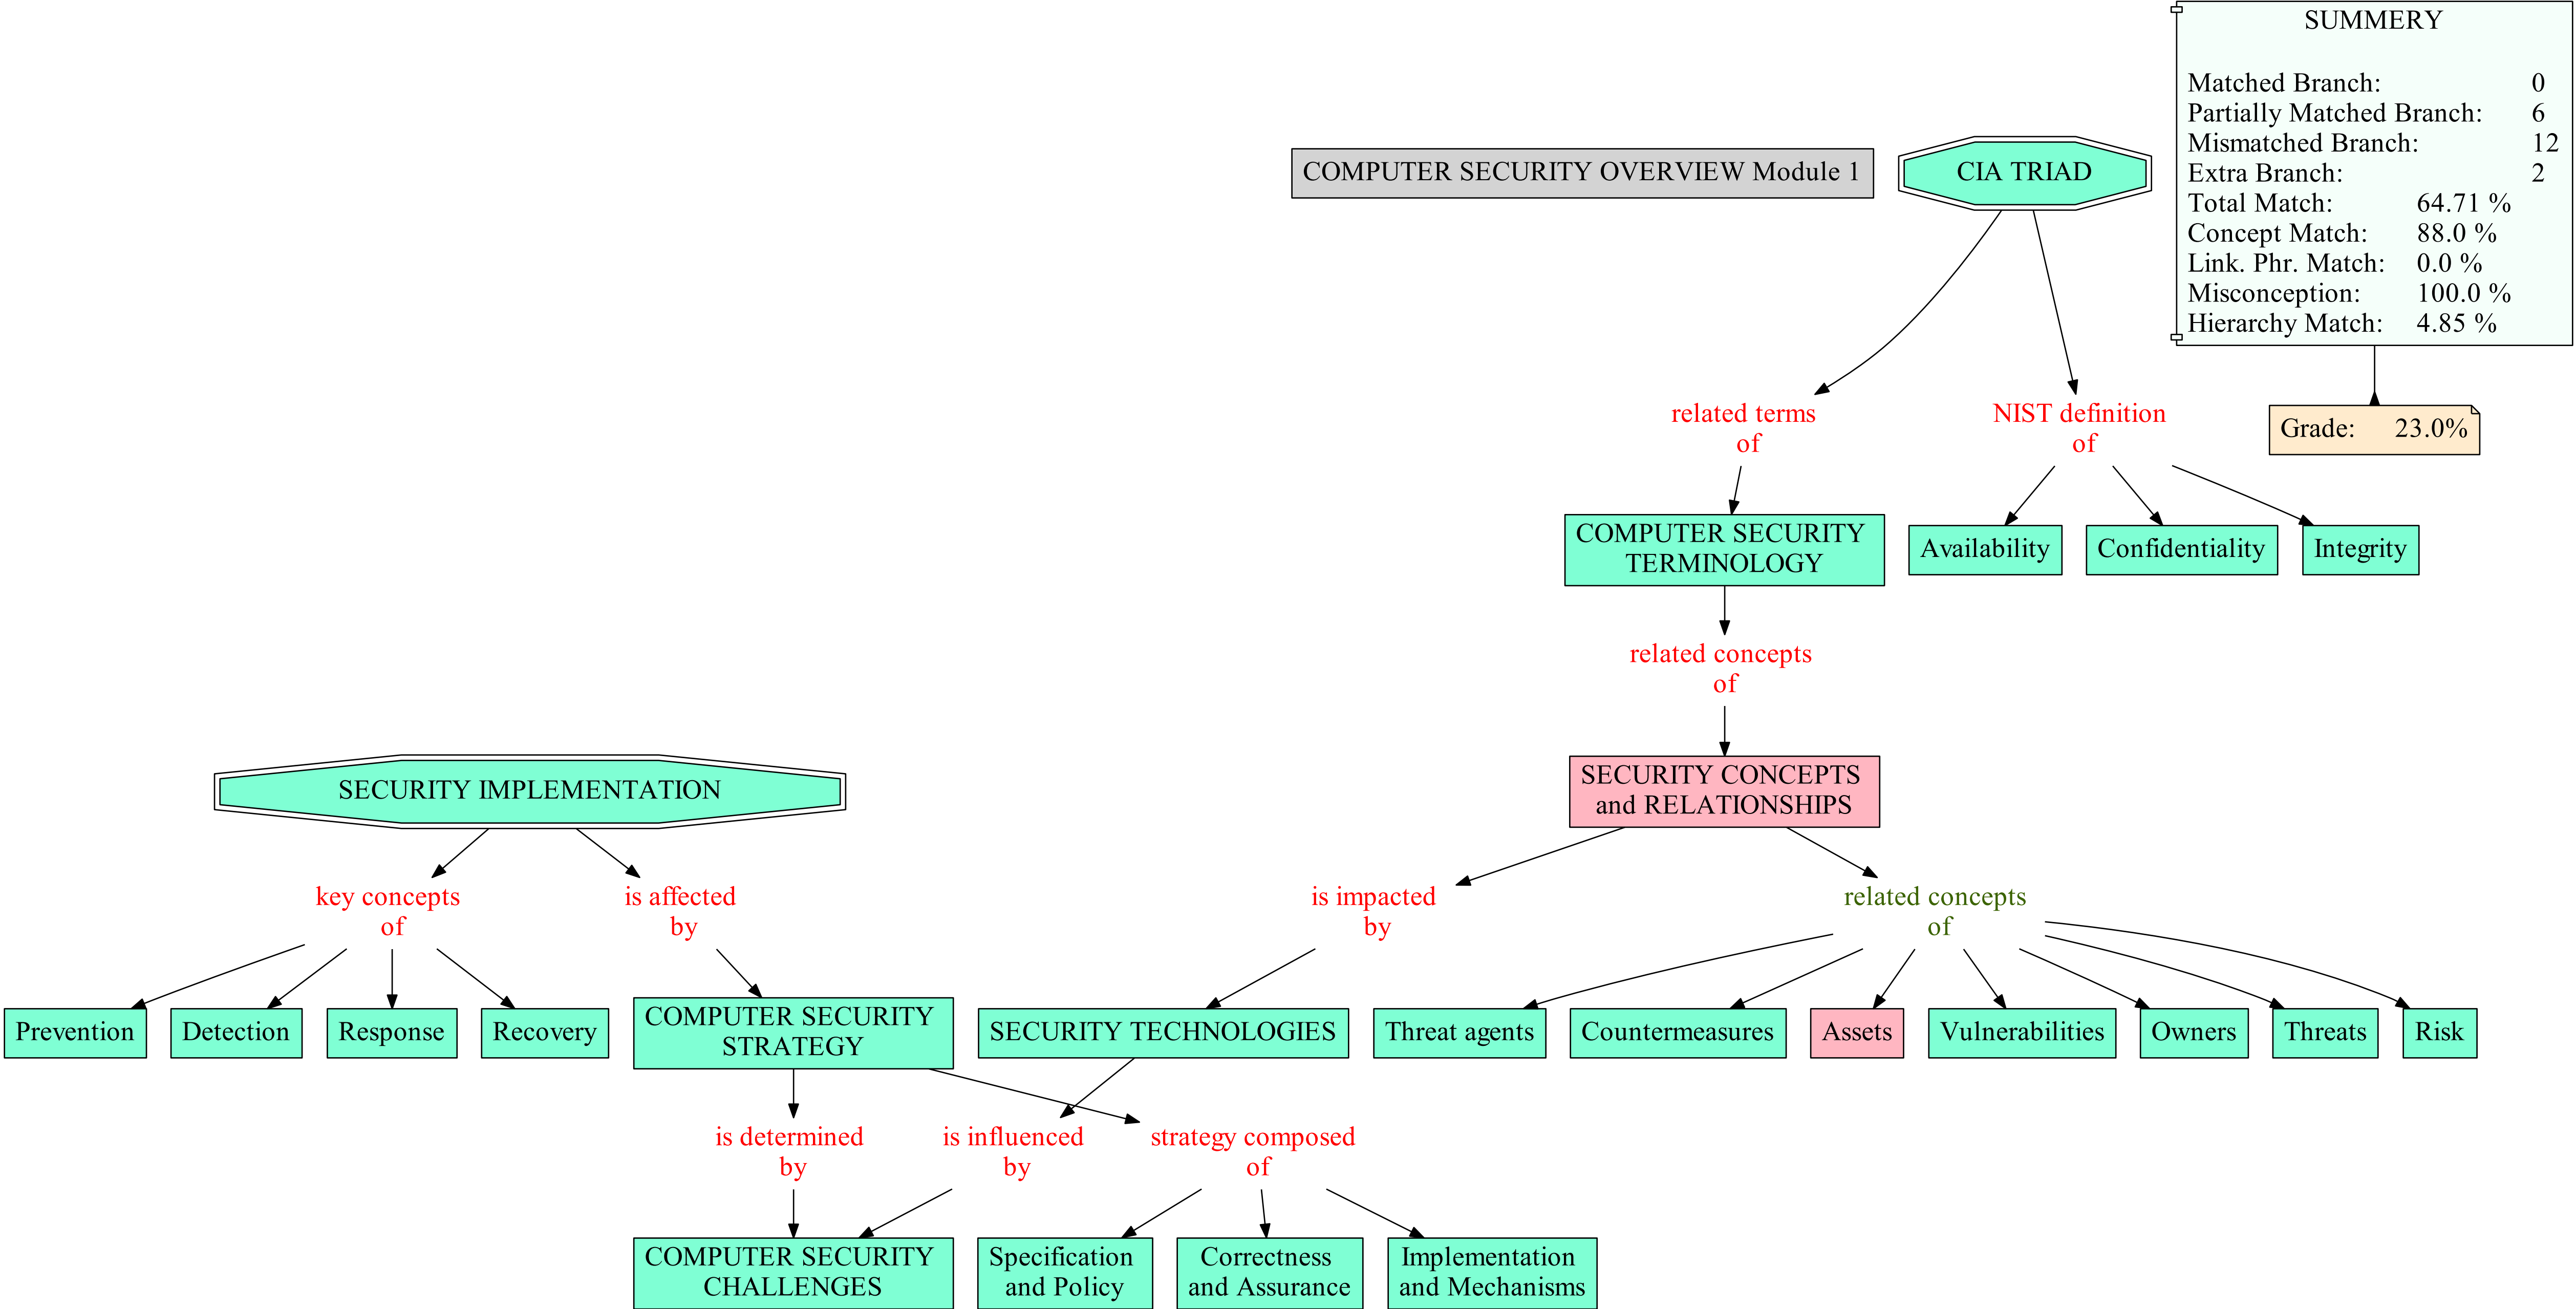 SUMMERY
Matched Branch: 0
Partially Matched Branch: 6
Mismatched Branch: 12
Extra Branch: 2
Total Match: 64.71 %
Concept Match: 88.0 %
Link. Phr. Match: 0.0 %
Misconception: 100.0 %
Hierarchy Match: 4.85 %
COMPUTER SECURITY OVERVIEW Module 1
CIA TRIAD
related terms
of
NIST definition
of
Grade: 23.0%
COMPUTER SECURITY
TERMINOLOGY
Availability
Confidentiality
Integrity
related concepts
of
SECURITY IMPLEMENTATION
SECURITY CONCEPTS
and RELATIONSHIPS
key concepts
of
is affected
by
is impacted
by
related concepts
of
Prevention
Detection
Response
Recovery
COMPUTER SECURITY
STRATEGY
SECURITY TECHNOLOGIES
Threat agents
Countermeasures
Assets
Vulnerabilities
Owners
Threats
Risk
is determined
by
is influenced
by
strategy composed
of
COMPUTER SECURITY
CHALLENGES
Specification
and Policy
Correctness
and Assurance
Implementation
and Mechanisms